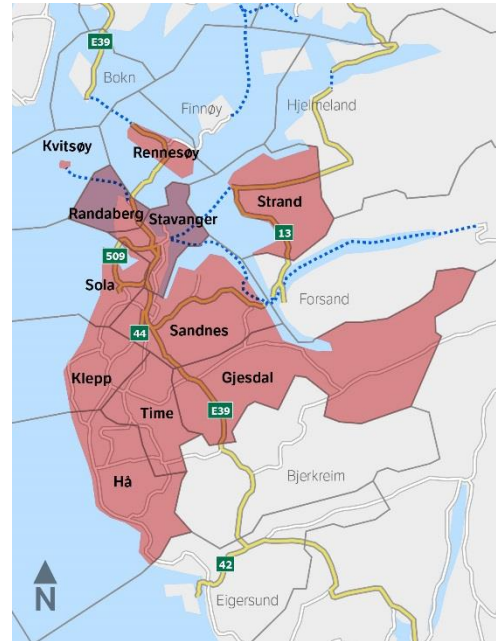 E39
Bokn
Finnøy
Hjelmeland
Kvitsøy
Rennesøy
Randaberg
Stavanger
Strand
13
509
Sola
Forsand
44
Sandnes
Klepp
Gjesdal
Time
E39
Hå
Bjerkreim
42
N
Eigersund